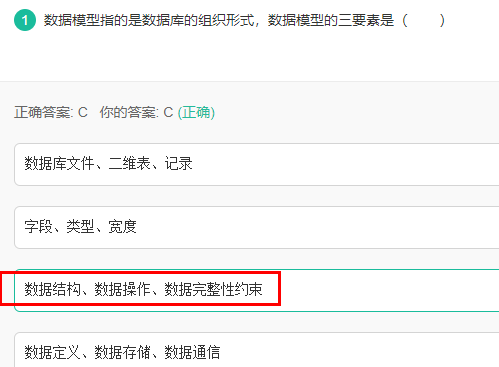 1 数据模型指的是数据库的组织形式，数据模型的三要素是（ ）
正确答案: C 你的答案: C (正确)
数据库文件、二维表、记录
字段、类型、宽度
数据结构、数据操作、数据完整性约束
数据定义、数据存储、数据通信